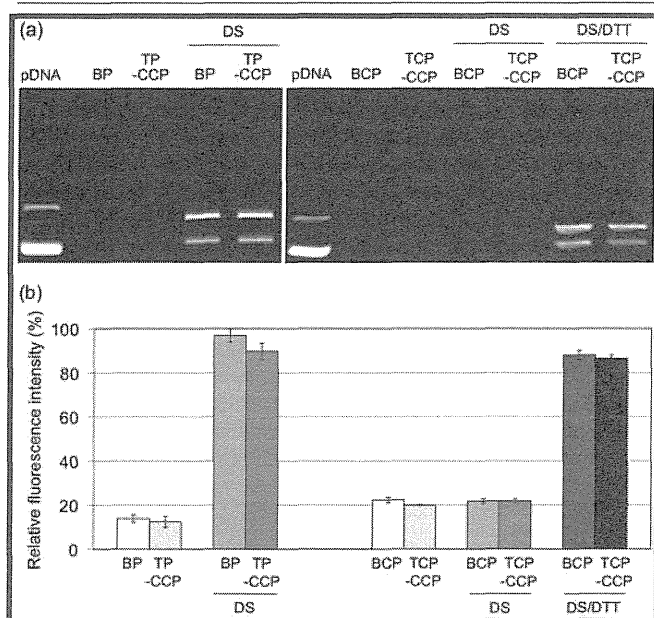 (a)
DS
DS
DS/DTT
pDNA BP TP-CCP BP TP-CCP pDNA BCP TCP-CCP BCP TCP-CCP BCP TCP-CCP
(b)
Relative fluorescence intensity (%)
100
80
60
40
20
0
BP TP-CCP BP TP-CCP BCP TCP-CCP BCP TCP-CCP BCP TCP-CCP
DS
DS
DS/DTT